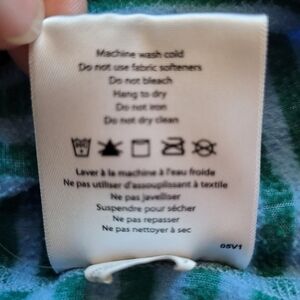 Machine wash cold
Do not use fabric softeners
Do not bleach
Hang to dry
Do not iron
Do not dry clean
Laver à la machine à l'eau froide
Ne pas utiliser d'assouplissant à textile
Ne pas javelliser
Suspendre pour sécher
Ne pas repasser
Ne pas nettoyer à sec
05V1